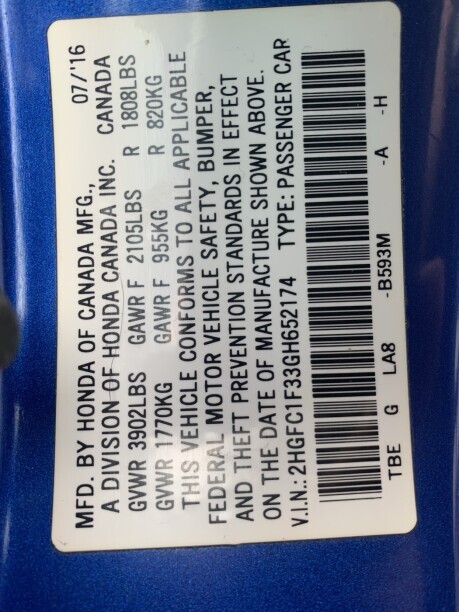 MFD. BY HONDA OF CANADA MFG., 07/'16
A DIVISION OF HONDA CANADA INC. CANADA
GVWR 3902LBS GAWR F 2105LBS R 1808LBS
GVWR 1770KG GAWR F 955KG R 820KG
THIS VEHICLE CONFORMS TO ALL APPLICABLE
FEDERAL MOTOR VEHICLE SAFETY, BUMPER,
AND THEFT PREVENTION STANDARDS IN EFFECT
ON THE DATE OF MANUFACTURE SHOWN ABOVE.
V.I.N.: 2HGFC1F33GH652174 TYPE: PASSENGER CAR
TBE G LA8 -B593M -A -H